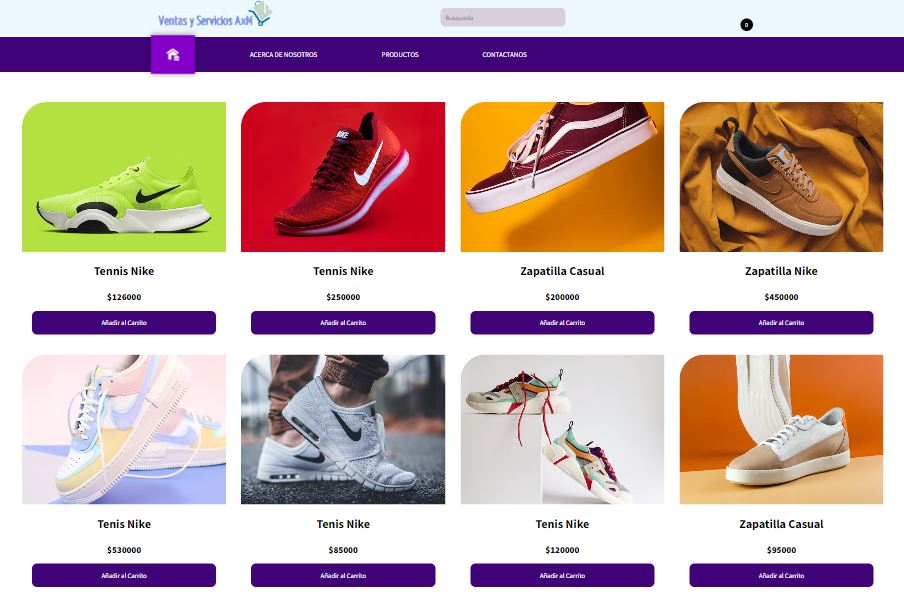 Ventas y Servicios AxM
Busqueda
0
ACERCA DE NOSOTROS
PRODUCTOS
CONTACTANOS
NIKE
Tennis Nike
Tennis Nike
Zapatilla Casual
Zapatilla Nike
$126000
$250000
$200000
$450000
Añadir al Carrito
Añadir al Carrito
Añadir al Carrito
Añadir al Carrito
Tenis Nike
Tenis Nike
Tenis Nike
Zapatilla Casual
$530000
$85000
$120000
$95000
Añadir al Carrito
Añadir al Carrito
Añadir al Carrito
Añadir al Carrito